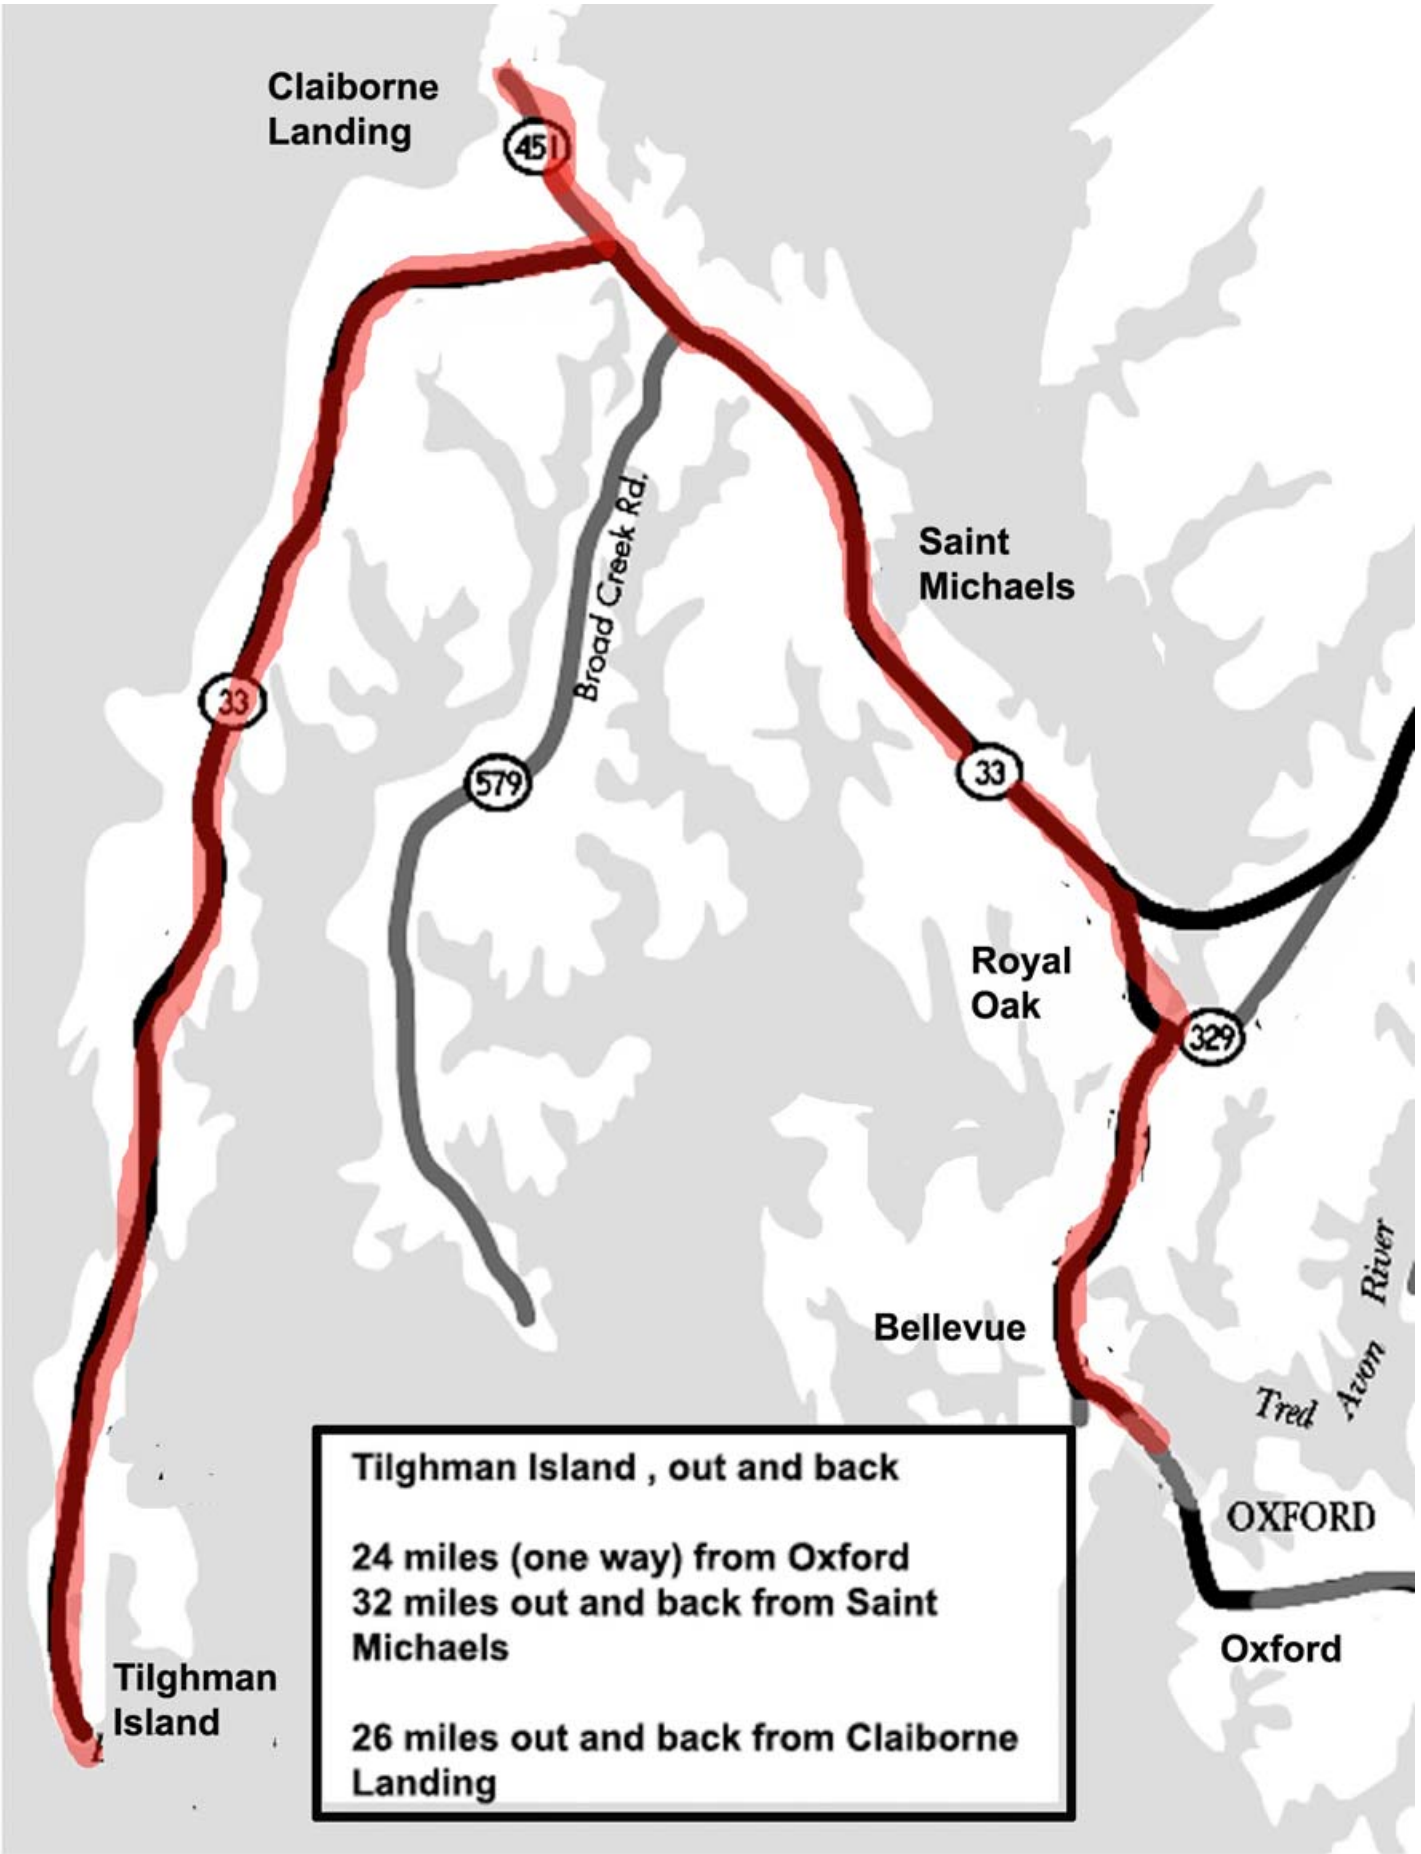 Claiborne
Landing
451
Broad Creek Rd.
Saint
Michaels
33
33
579
Royal
Oak
329
River
Avon
Tred
Bellevue
OXFORD
Oxford
Tilghman Island , out and back
24 miles (one way) from Oxford
32 miles out and back from Saint
Michaels
26 miles out and back from Claiborne
Landing
Tilghman
Island